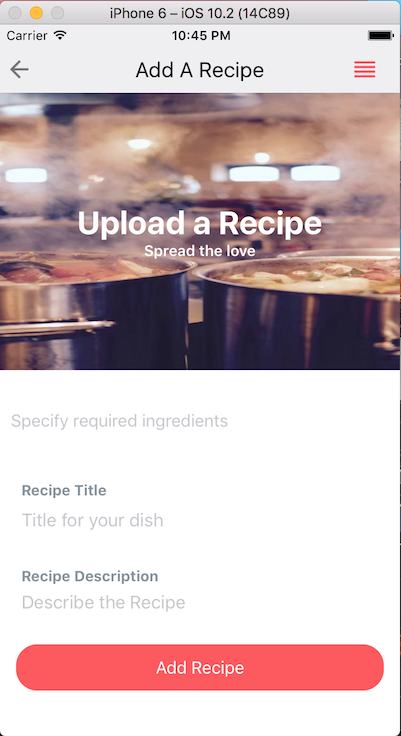 iPhone 6 – iOS 10.2 (14C89)
Carrier 10:45 PM
Add A Recipe
Upload a Recipe
Spread the love
Specify required ingredients
Recipe Title
Title for your dish
Recipe Description
Describe the Recipe
Add Recipe